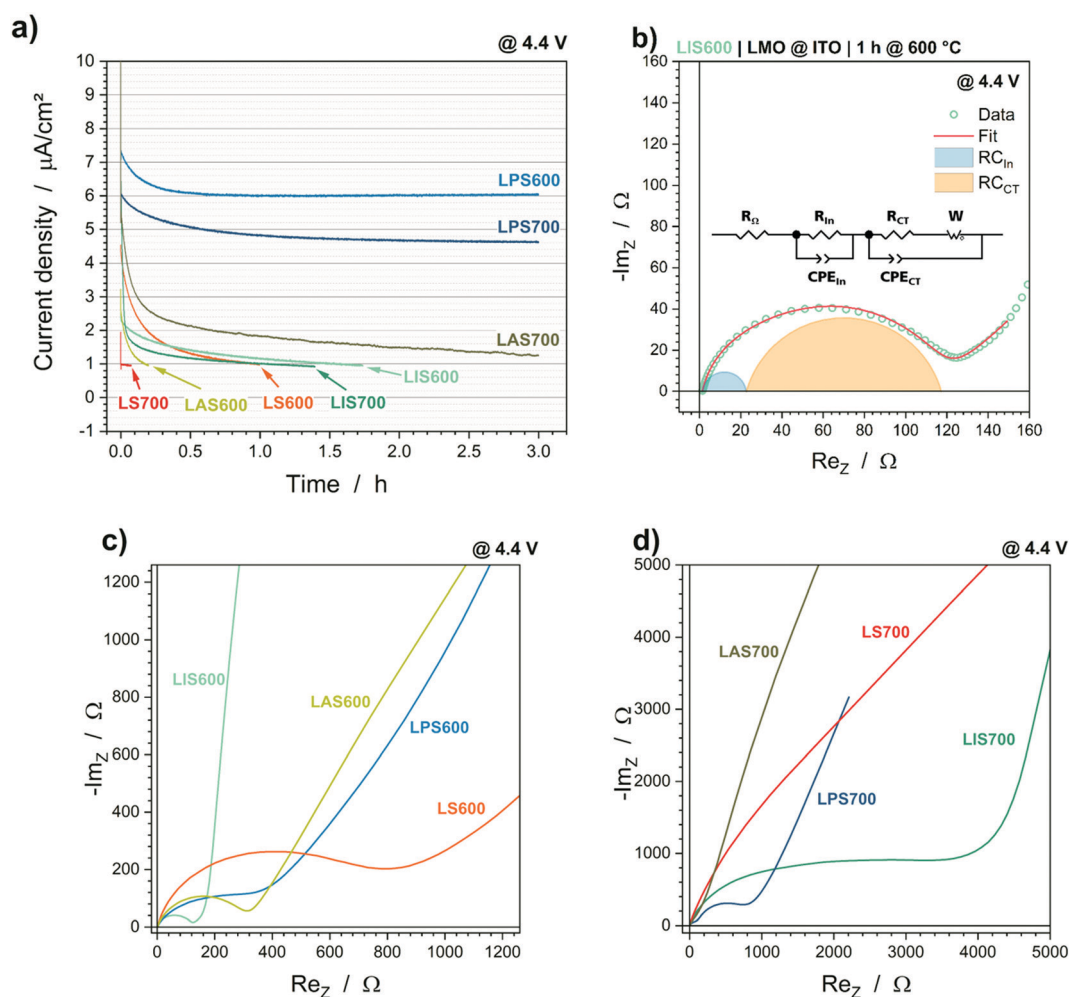 a)
@ 4.4 V
10
9
8
7
6
5
4
3
2
1
0
-1
Current density / µA/cm²
LPS600
LPS700
LAS700
LIS600
LS700
LAS600
LS600
LIS700
0.0 0.5 1.0 1.5 2.0 2.5 3.0
Time / h
b)
LIS600 | LMO @ ITO | 1 h @ 600 °C
@ 4.4 V
160
140
120
100
80
60
40
20
0
-Im_Z / Ω
Data
Fit
RC_In
RC_CT
R_Ω R_In R_CT W
CPE_In CPE_CT
0 20 40 60 80 100 120 140 160
Re_Z / Ω
c)
@ 4.4 V
1200
1000
800
600
400
200
0
-Im_Z / Ω
LIS600
LAS600
LPS600
LS600
0 200 400 600 800 1000 1200
Re_Z / Ω
d)
@ 4.4 V
5000
4000
3000
2000
1000
0
-Im_Z / Ω
LAS700
LS700
LPS700
LIS700
0 1000 2000 3000 4000 5000
Re_Z / Ω